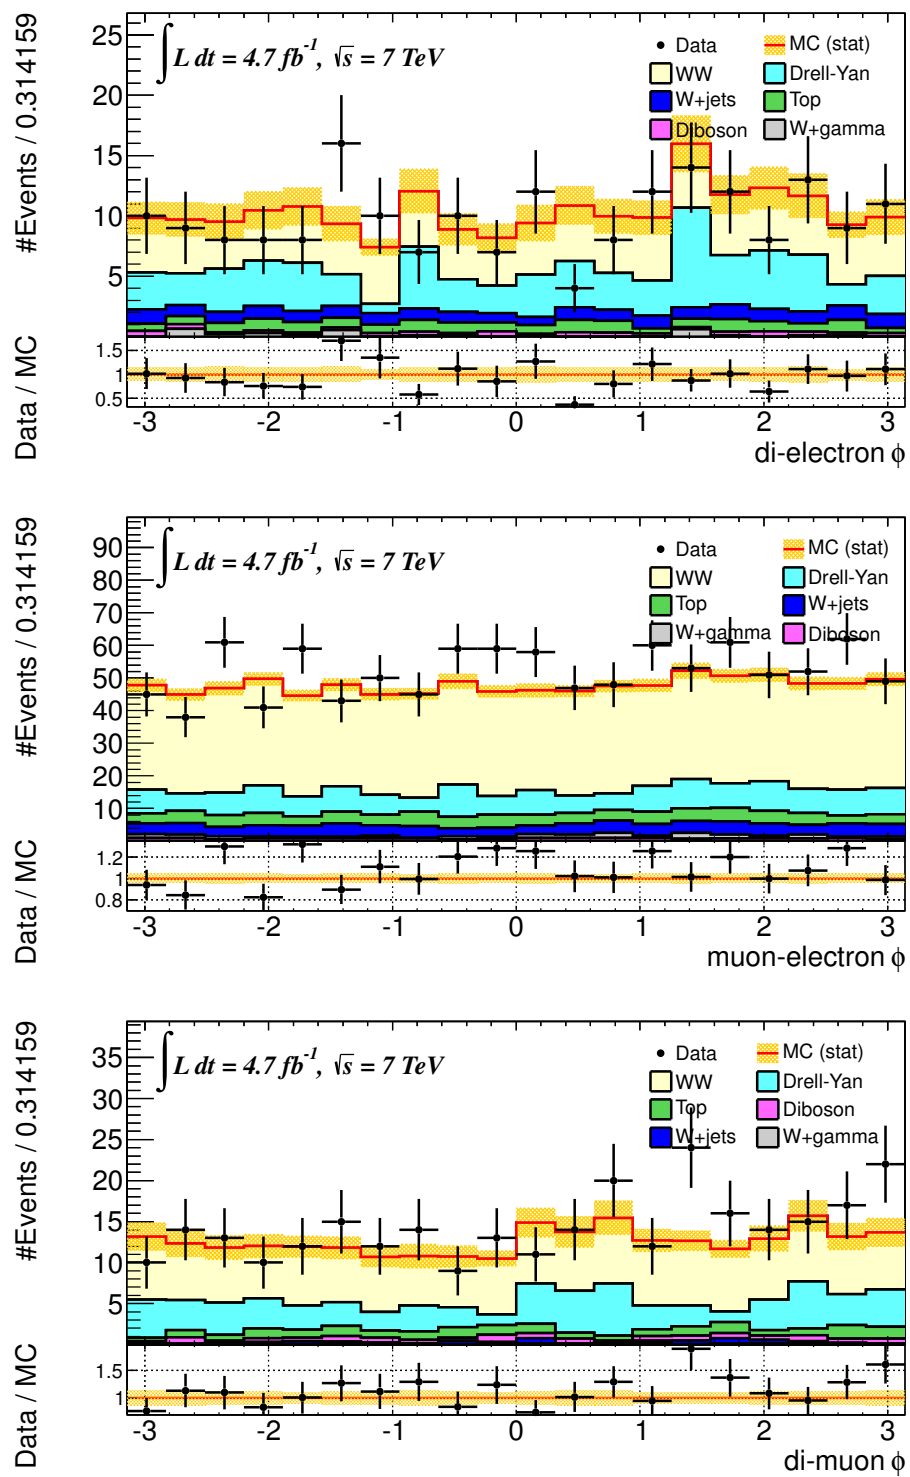 #Events / 0.314159
25
20
15
10
5
∫ L dt = 4.7 fb⁻¹, √s = 7 TeV
Data
MC (stat)
WW
Drell-Yan
W+jets
Top
Diboson
W+gamma
Data / MC
1.5
1
0.5
-3 -2 -1 0 1 2 3
di-electron ϕ
#Events / 0.314159
90
80
70
60
50
40
30
20
10
∫ L dt = 4.7 fb⁻¹, √s = 7 TeV
Data
MC (stat)
WW
Drell-Yan
Top
W+jets
W+gamma
Diboson
Data / MC
1.2
1
0.8
-3 -2 -1 0 1 2 3
muon-electron ϕ
#Events / 0.314159
35
30
25
20
15
10
5
∫ L dt = 4.7 fb⁻¹, √s = 7 TeV
Data
MC (stat)
WW
Drell-Yan
Top
Diboson
W+jets
W+gamma
Data / MC
1.5
1
-3 -2 -1 0 1 2 3
di-muon ϕ